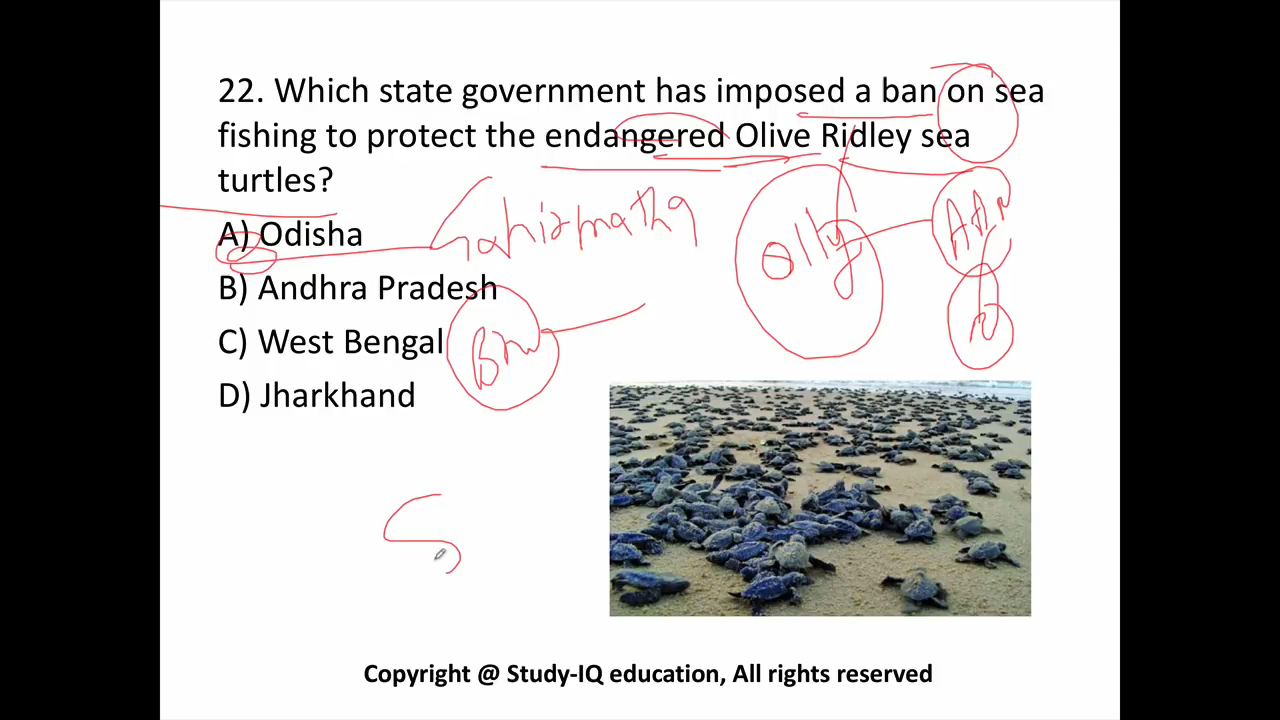 22. Which state government has imposed a ban on sea
fishing to protect the endangered Olive Ridley sea
turtles?
A) Odisha
Gahirmatha
Olly
B) Andhra Pradesh
C) West Bengal
D) Jharkhand
S
Copyright @ Study-IQ education, All rights reserved